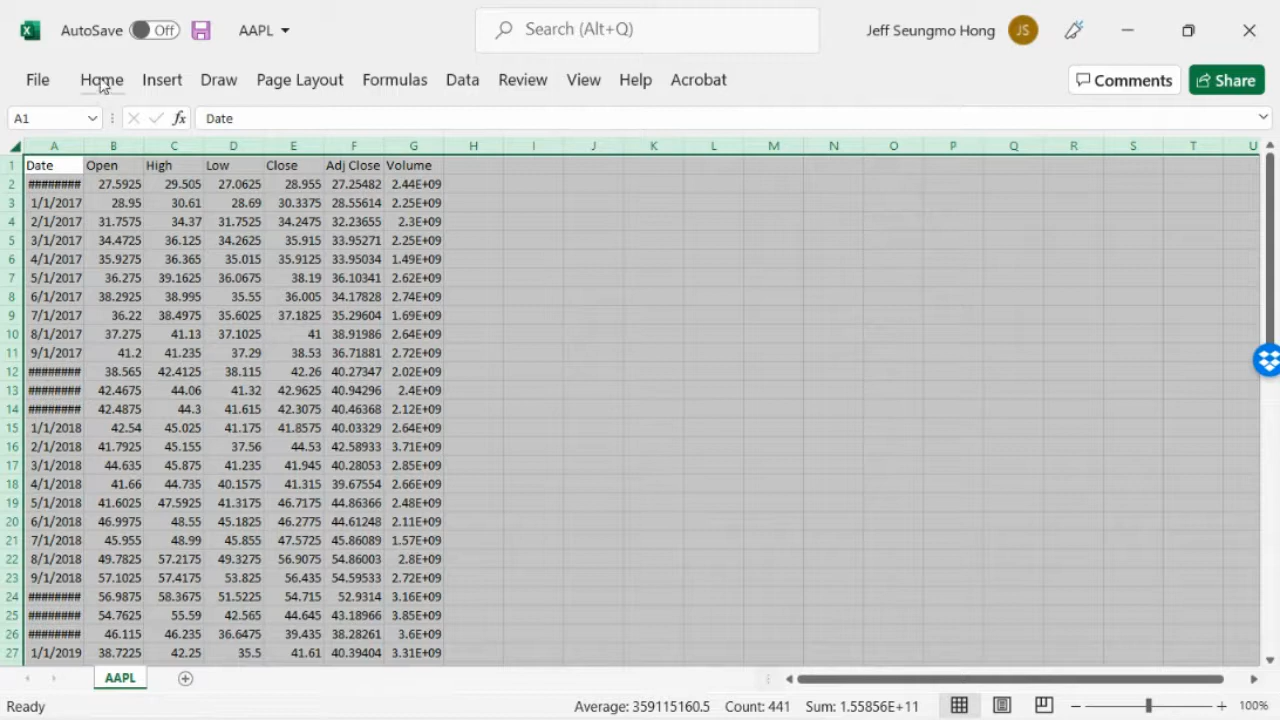 AutoSave Off AAPL Search (Alt+Q) Jeff Seungmo Hong JS
File Home Insert Draw Page Layout Formulas Data Review View Help Acrobat Comments Share
A1 fx Date
A B C D E F G H I J K L M N O P Q R S T U
1 Date Open High Low Close Adj Close Volume
2 ######## 27.5925 29.505 27.0625 28.955 27.25482 2.44E+09
3 1/1/2017 28.95 30.61 28.69 30.3375 28.55614 2.25E+09
4 2/1/2017 31.7575 34.37 31.7525 34.2475 32.23655 2.3E+09
5 3/1/2017 34.4725 36.125 34.2625 35.915 33.95271 2.25E+09
6 4/1/2017 35.9275 36.365 35.015 35.9125 33.95034 1.49E+09
7 5/1/2017 36.275 39.1625 36.0675 38.19 36.10341 2.62E+09
8 6/1/2017 38.2925 38.995 35.55 36.005 34.17828 2.74E+09
9 7/1/2017 36.22 38.4975 35.6025 37.1825 35.29604 1.69E+09
10 8/1/2017 37.275 41.13 37.1025 41 38.91986 2.64E+09
11 9/1/2017 41.2 41.235 37.29 38.53 36.71881 2.72E+09
12 ######## 38.565 42.4125 38.115 42.26 40.27347 2.02E+09
13 ######## 42.4675 44.06 41.32 42.9625 40.94296 2.4E+09
14 ######## 42.4875 44.3 41.615 42.3075 40.46368 2.12E+09
15 1/1/2018 42.54 45.025 41.175 41.8575 40.03329 2.64E+09
16 2/1/2018 41.7925 45.155 37.56 44.53 42.58933 3.71E+09
17 3/1/2018 44.635 45.875 41.235 41.945 40.28053 2.85E+09
18 4/1/2018 41.66 44.735 40.1575 41.315 39.67554 2.66E+09
19 5/1/2018 41.6025 47.5925 41.3175 46.7175 44.86366 2.48E+09
20 6/1/2018 46.9975 48.55 45.1825 46.2775 44.61248 2.11E+09
21 7/1/2018 45.955 48.99 45.855 47.5725 45.86089 1.57E+09
22 8/1/2018 49.7825 57.2175 49.3275 56.9075 54.86003 2.8E+09
23 9/1/2018 57.1025 57.4175 53.825 56.435 54.59533 2.72E+09
24 ######## 56.9875 58.3675 51.5225 54.715 52.9314 3.16E+09
25 ######## 54.7625 55.59 42.565 44.645 43.18966 3.85E+09
26 ######## 46.115 46.235 36.6475 39.435 38.28261 3.6E+09
27 1/1/2019 38.7225 42.25 35.5 41.61 40.39404 3.31E+09
AAPL
Ready Average: 359115160.5 Count: 441 Sum: 1.55856E+11 100%